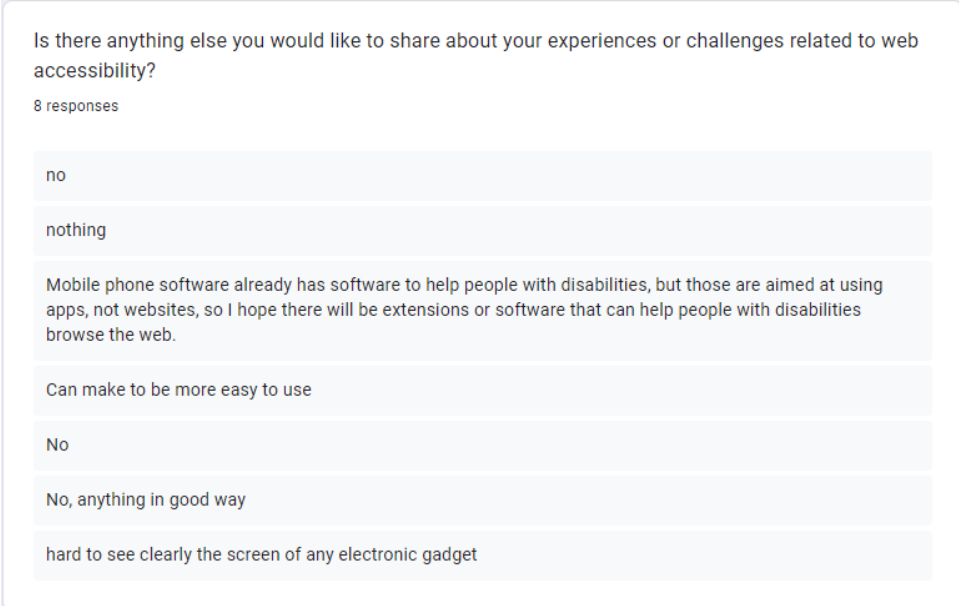 Is there anything else you would like to share about your experiences or challenges related to web
accessibility?
8 responses
no
nothing
Mobile phone software already has software to help people with disabilities, but those are aimed at using
apps, not websites, so I hope there will be extensions or software that can help people with disabilities
browse the web.
Can make to be more easy to use
No
No, anything in good way
hard to see clearly the screen of any electronic gadget